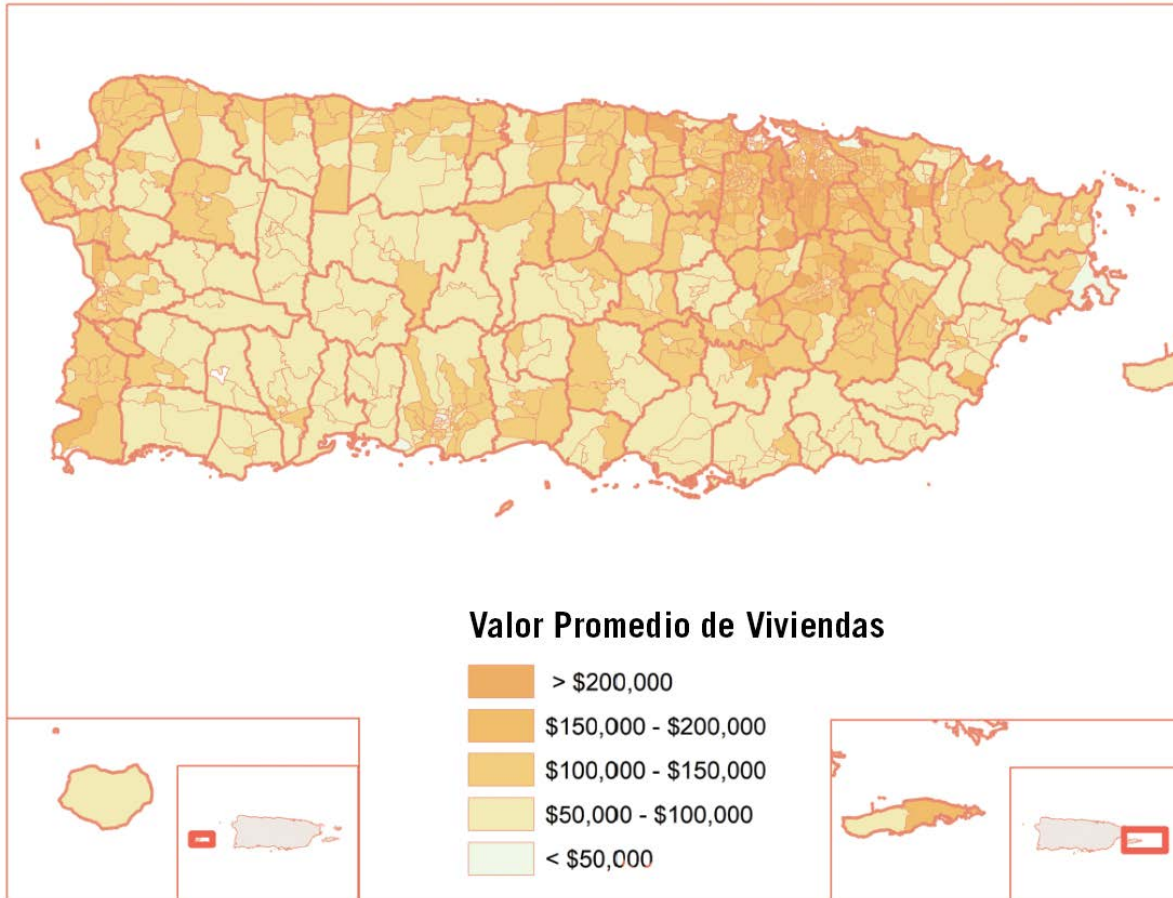 Valor Promedio de Viviendas
> $200,000
$150,000 - $200,000
$100,000 - $150,000
$50,000 - $100,000
< $50,000